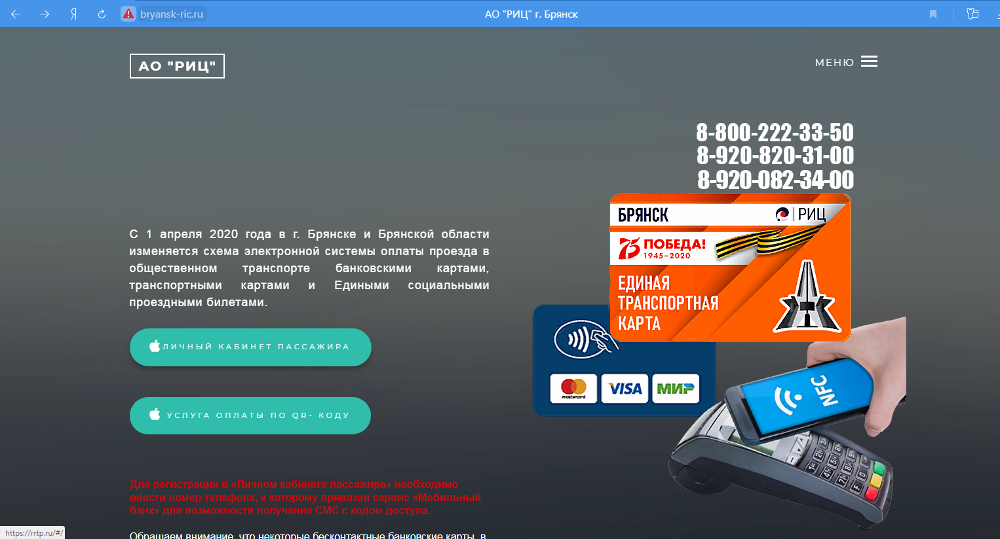 bryansk-ric.ru
АО "РИЦ" г. Брянск
АО "РИЦ"
МЕНЮ
8-800-222-33-50
8-920-820-31-00
8-920-082-34-00
БРЯНСК
РИЦ
75 ПОБЕДА!
1945–2020
ЕДИНАЯ
ТРАНСПОРТНАЯ
КАРТА
С 1 апреля 2020 года в г. Брянске и Брянской области
изменяется схема электронной системы оплаты проезда в
общественном транспорте банковскими картами,
транспортными картами и Едиными социальными
проездными билетами.
ЛИЧНЫЙ КАБИНЕТ ПАССАЖИРА
УСЛУГА ОПЛАТЫ ПО QR- КОДУ
mastercard
VISA
МИР
NFC
Для регистрации в «Личном кабинете пассажира» необходимо
ввести номер телефона, к которому привязан сервис «Мобильный
банк» для возможности получения СМС с кодом доступа.
Обращаем внимание, что некоторые бесконтактные банковские карты, в
https://rrtp.ru/#/